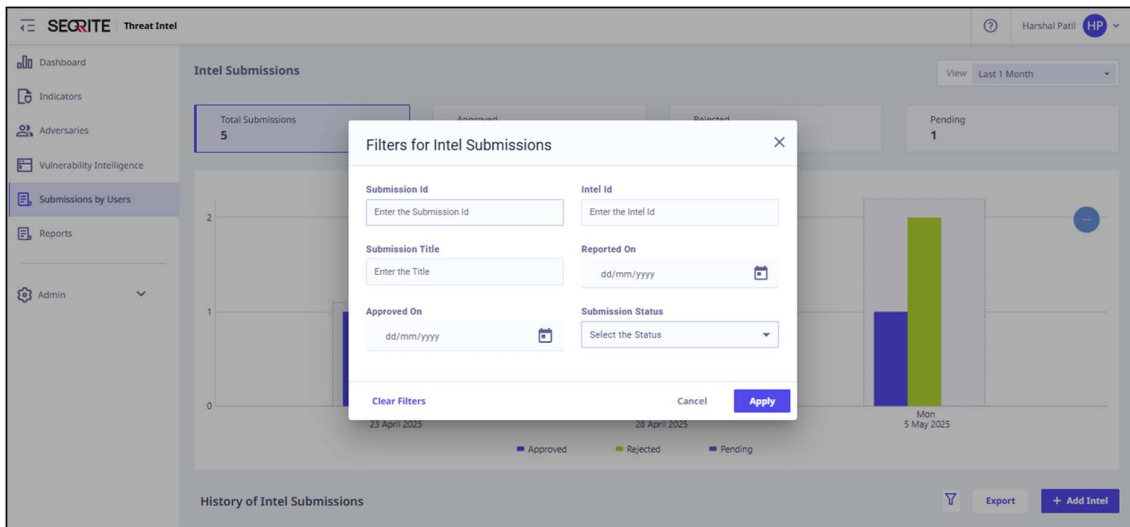 SEQRITE Threat Intel
Harshal Patil HP
Dashboard
Indicators
Adversaries
Vulnerability Intelligence
Submissions by Users
Reports
Admin
Intel Submissions
View Last 1 Month
Total Submissions
5
Approved
Rejected
Pending
1
Filters for Intel Submissions
Submission Id
Enter the Submission Id
Intel Id
Enter the Intel Id
Submission Title
Enter the Title
Reported On
dd/mm/yyyy
Approved On
dd/mm/yyyy
Submission Status
Select the Status
Clear Filters
Cancel
Apply
2
1
0
23 April 2025
28 April 2025
Mon
5 May 2025
Approved
Rejected
Pending
History of Intel Submissions
Export
+ Add Intel